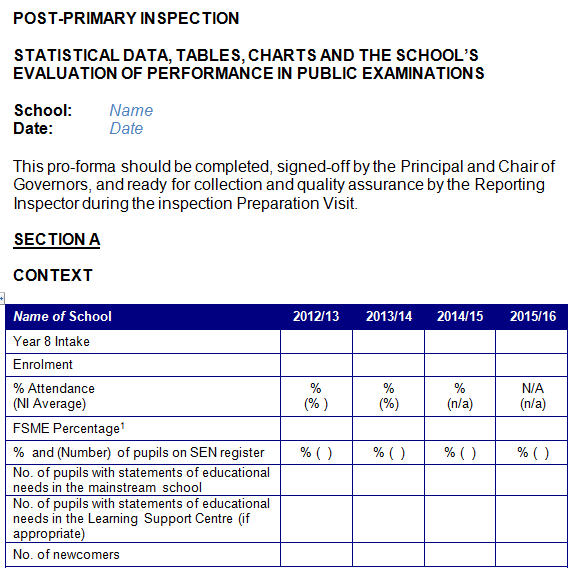 POST-PRIMARY INSPECTION
STATISTICAL DATA, TABLES, CHARTS AND THE SCHOOL'S
EVALUATION OF PERFORMANCE IN PUBLIC EXAMINATIONS
School: Name
Date: Date
This pro-forma should be completed, signed-off by the Principal and Chair of
Governors, and ready for collection and quality assurance by the Reporting
Inspector during the inspection Preparation Visit.
SECTION A
CONTEXT
Name of School 2012/13 2013/14 2014/15 2015/16
Year 8 Intake
Enrolment
% Attendance % % % N/A
(NI Average) (% ) (%) (n/a) (n/a)
FSME Percentage¹
% and (Number) of pupils on SEN register % ( ) % ( ) % ( ) % ( )
No. of pupils with statements of educational
needs in the mainstream school
No. of pupils with statements of educational
needs in the Learning Support Centre (if
appropriate)
No. of newcomers